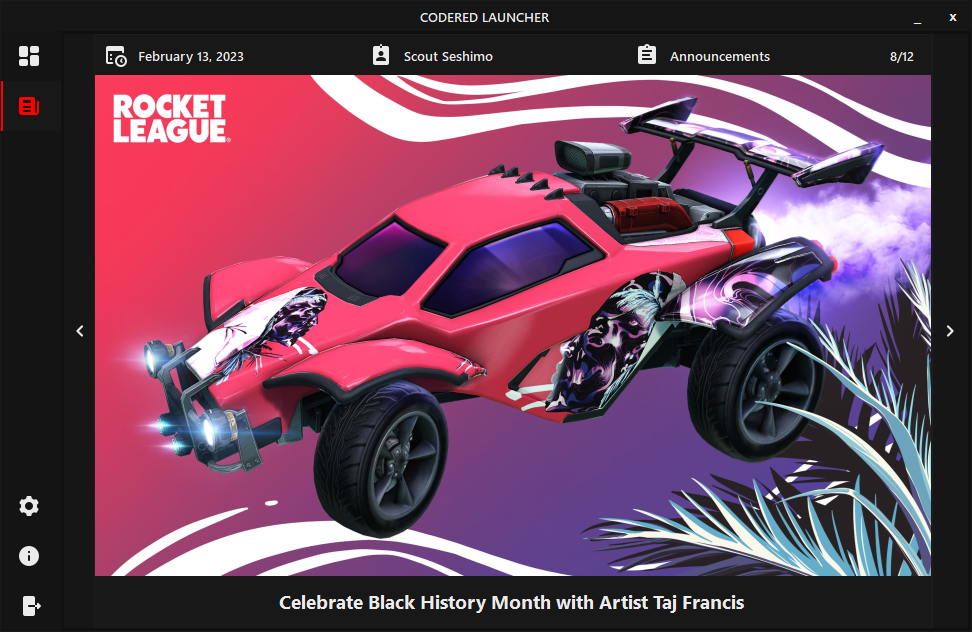 CODERED LAUNCHER
_ x
February 13, 2023
Scout Seshimo
Announcements
8/12
ROCKET
LEAGUE
Celebrate Black History Month with Artist Taj Francis